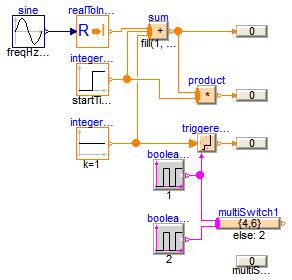 sine
realToIn...
sum
R
I
+
0
freqHz...
fill(1, ...
integer...
product
*
0
startTi...
integer...
triggere...
0
k=1
boolea...
1
multiSwitch1
{4,6}
else: 2
boolea...
2
0
multiS...